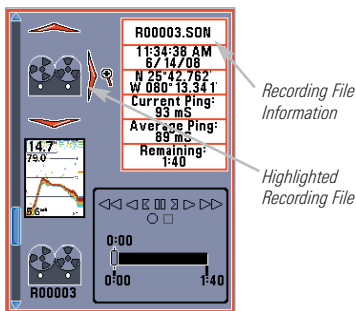 R00003.SON
11:34:38 AM
6/14/08
N 25°42.762'
W 080°13.341'
Current Ping:
93 mS
Average Ping:
89 mS
Remaining:
1:40
Recording File
Information
Highlighted
Recording File
14.7
79.0
0:00
0:00
1:40
R00003